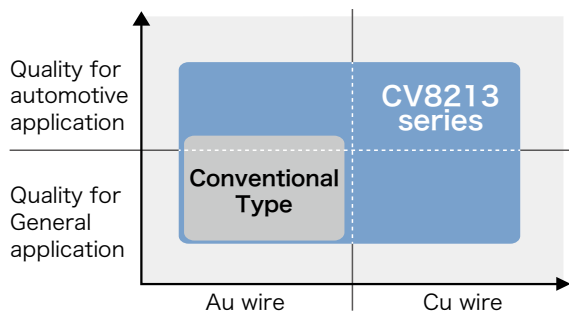 Quality for
automotive
application
CV8213
series
Conventional
Type
Quality for
General
application
Au wire
Cu wire